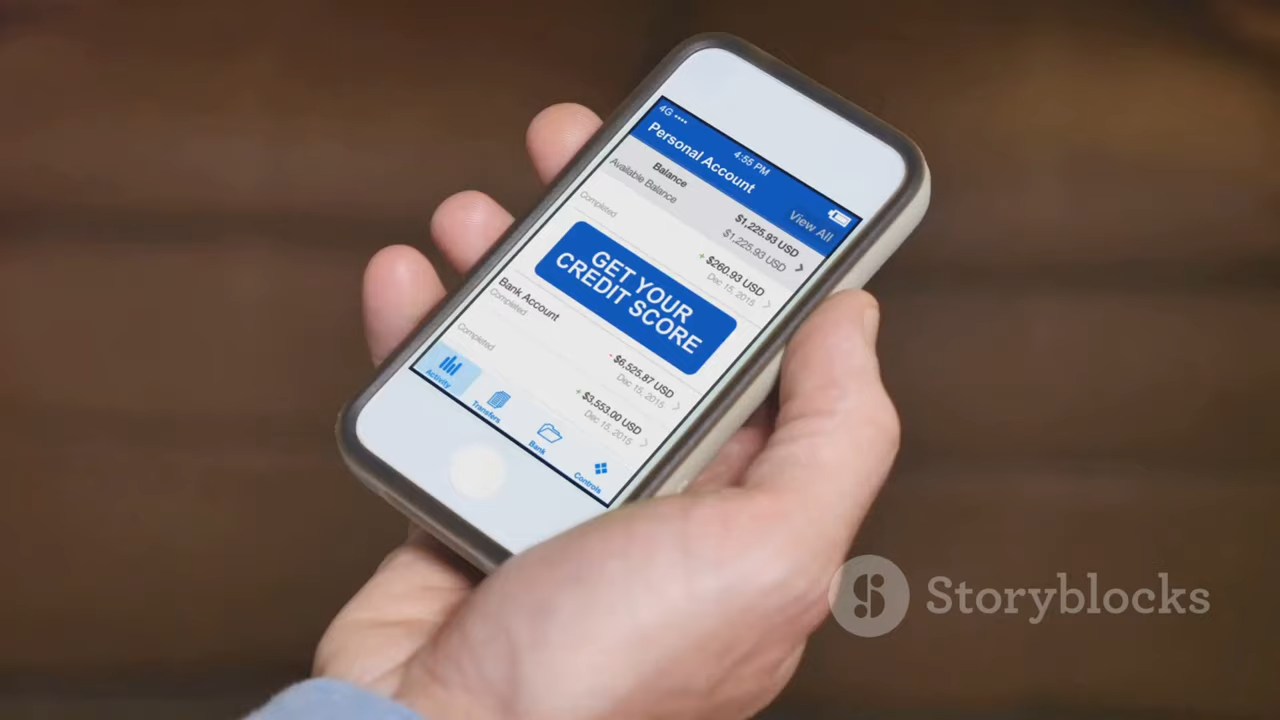 4G
4:55 PM
Personal Account
View All
Balance
$1,225.93 USD
Available Balance
$1,225.93 USD
Completed
+ $260.93 USD
Dec 15, 2015
GET YOUR
CREDIT SCORE
Bank Account
- $6,525.87 USD
Completed
Dec 15, 2015
+ $3,553.00 USD
Completed
Dec 15, 2015
Activity
Transfers
Bank
Controls
Storyblocks